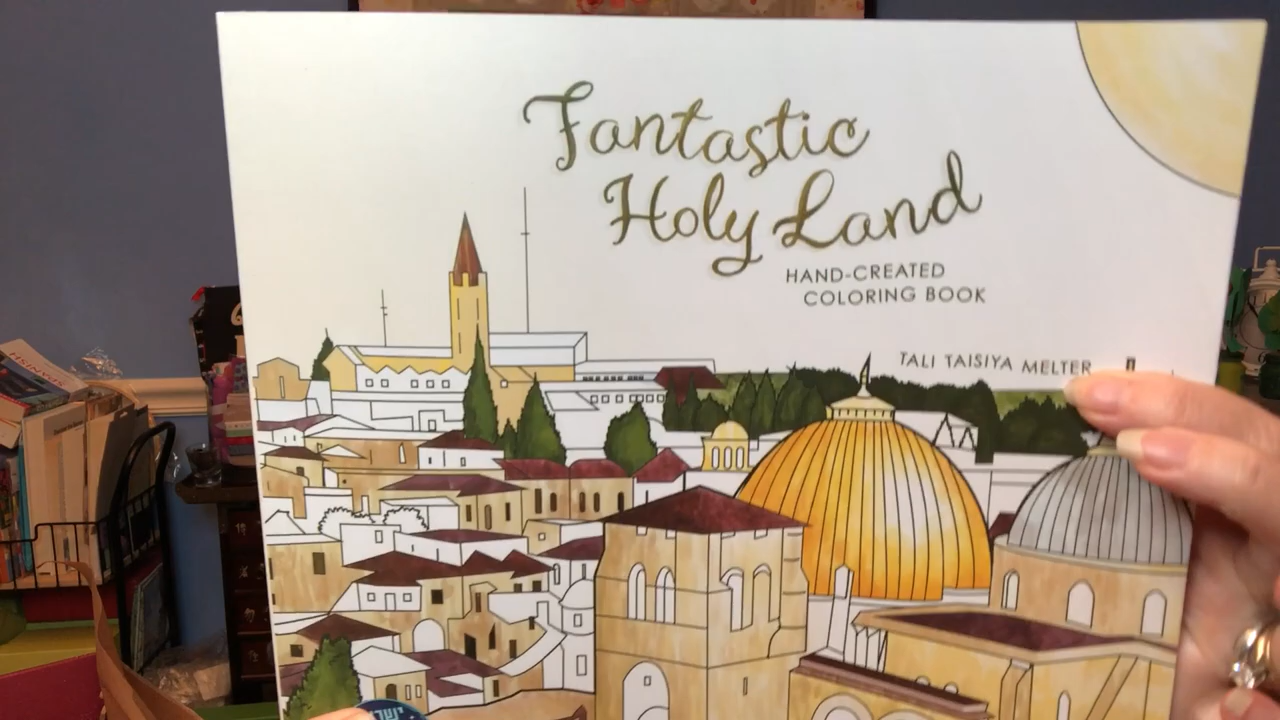 Fantastic
Holy Land
HAND-CREATED
COLORING BOOK
TALI TAISIYA MELTER